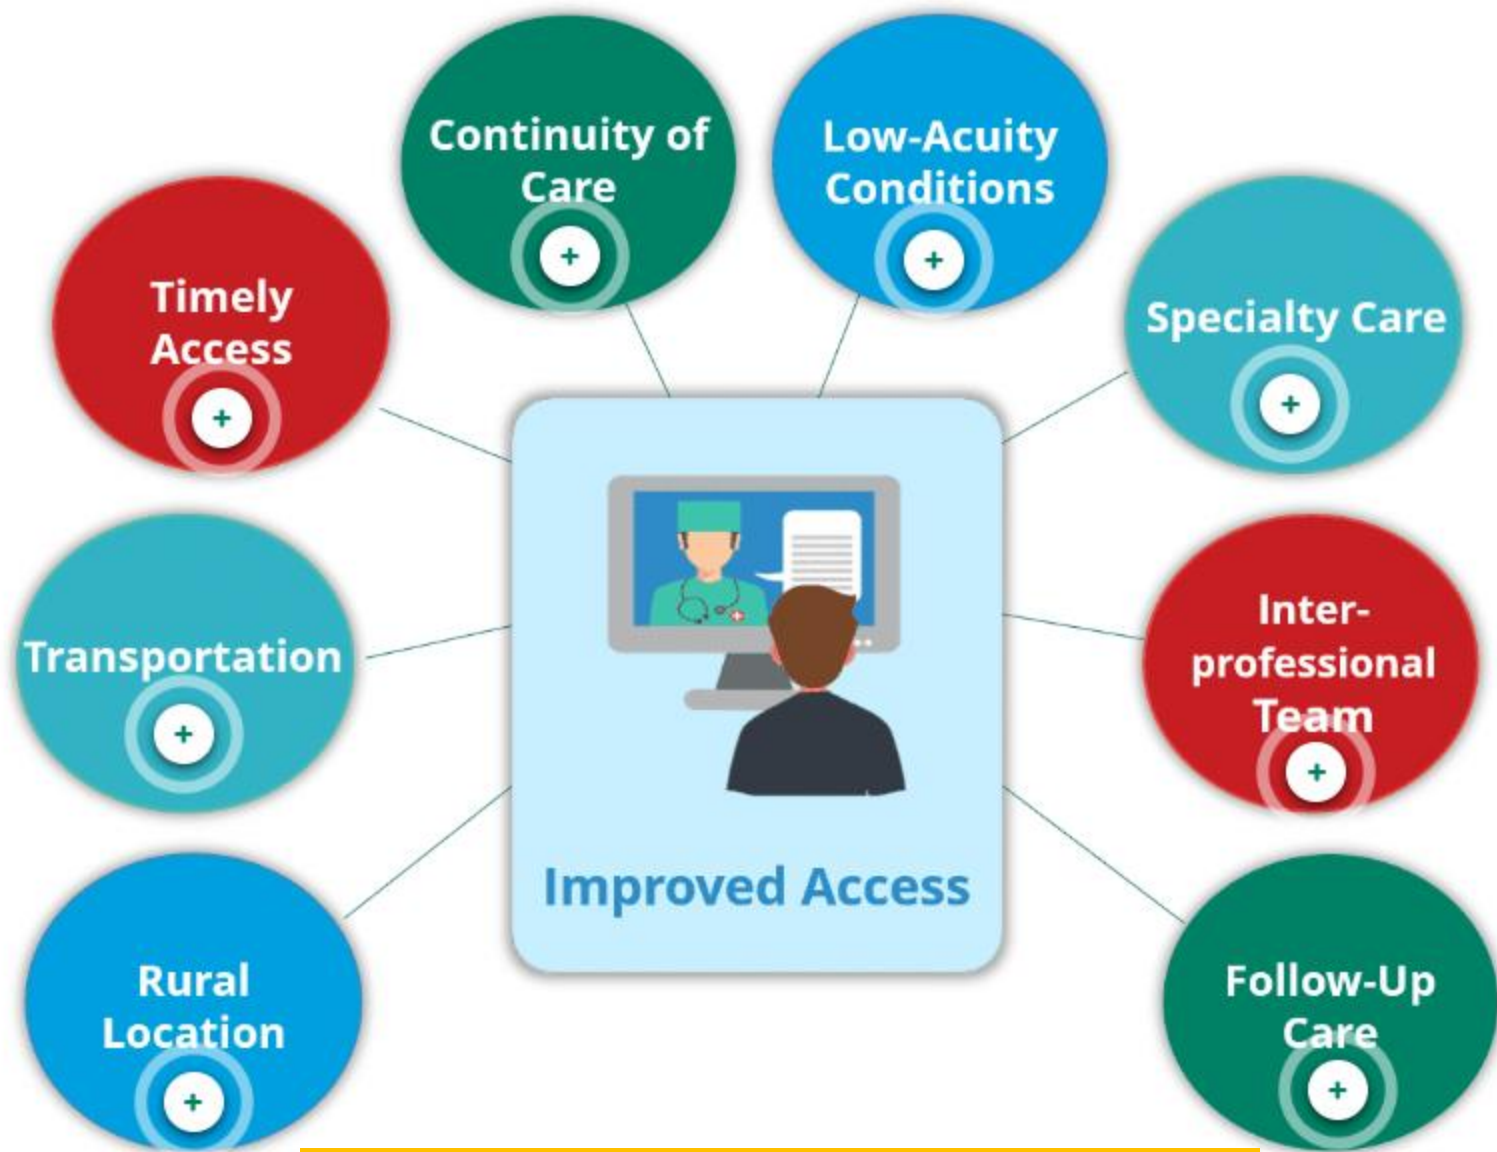 Continuity of
Care
Low-Acuity
Conditions
Timely
Access
Specialty Care
Transportation
Inter-
professional
Team
Improved Access
Rural
Location
Follow-Up
Care